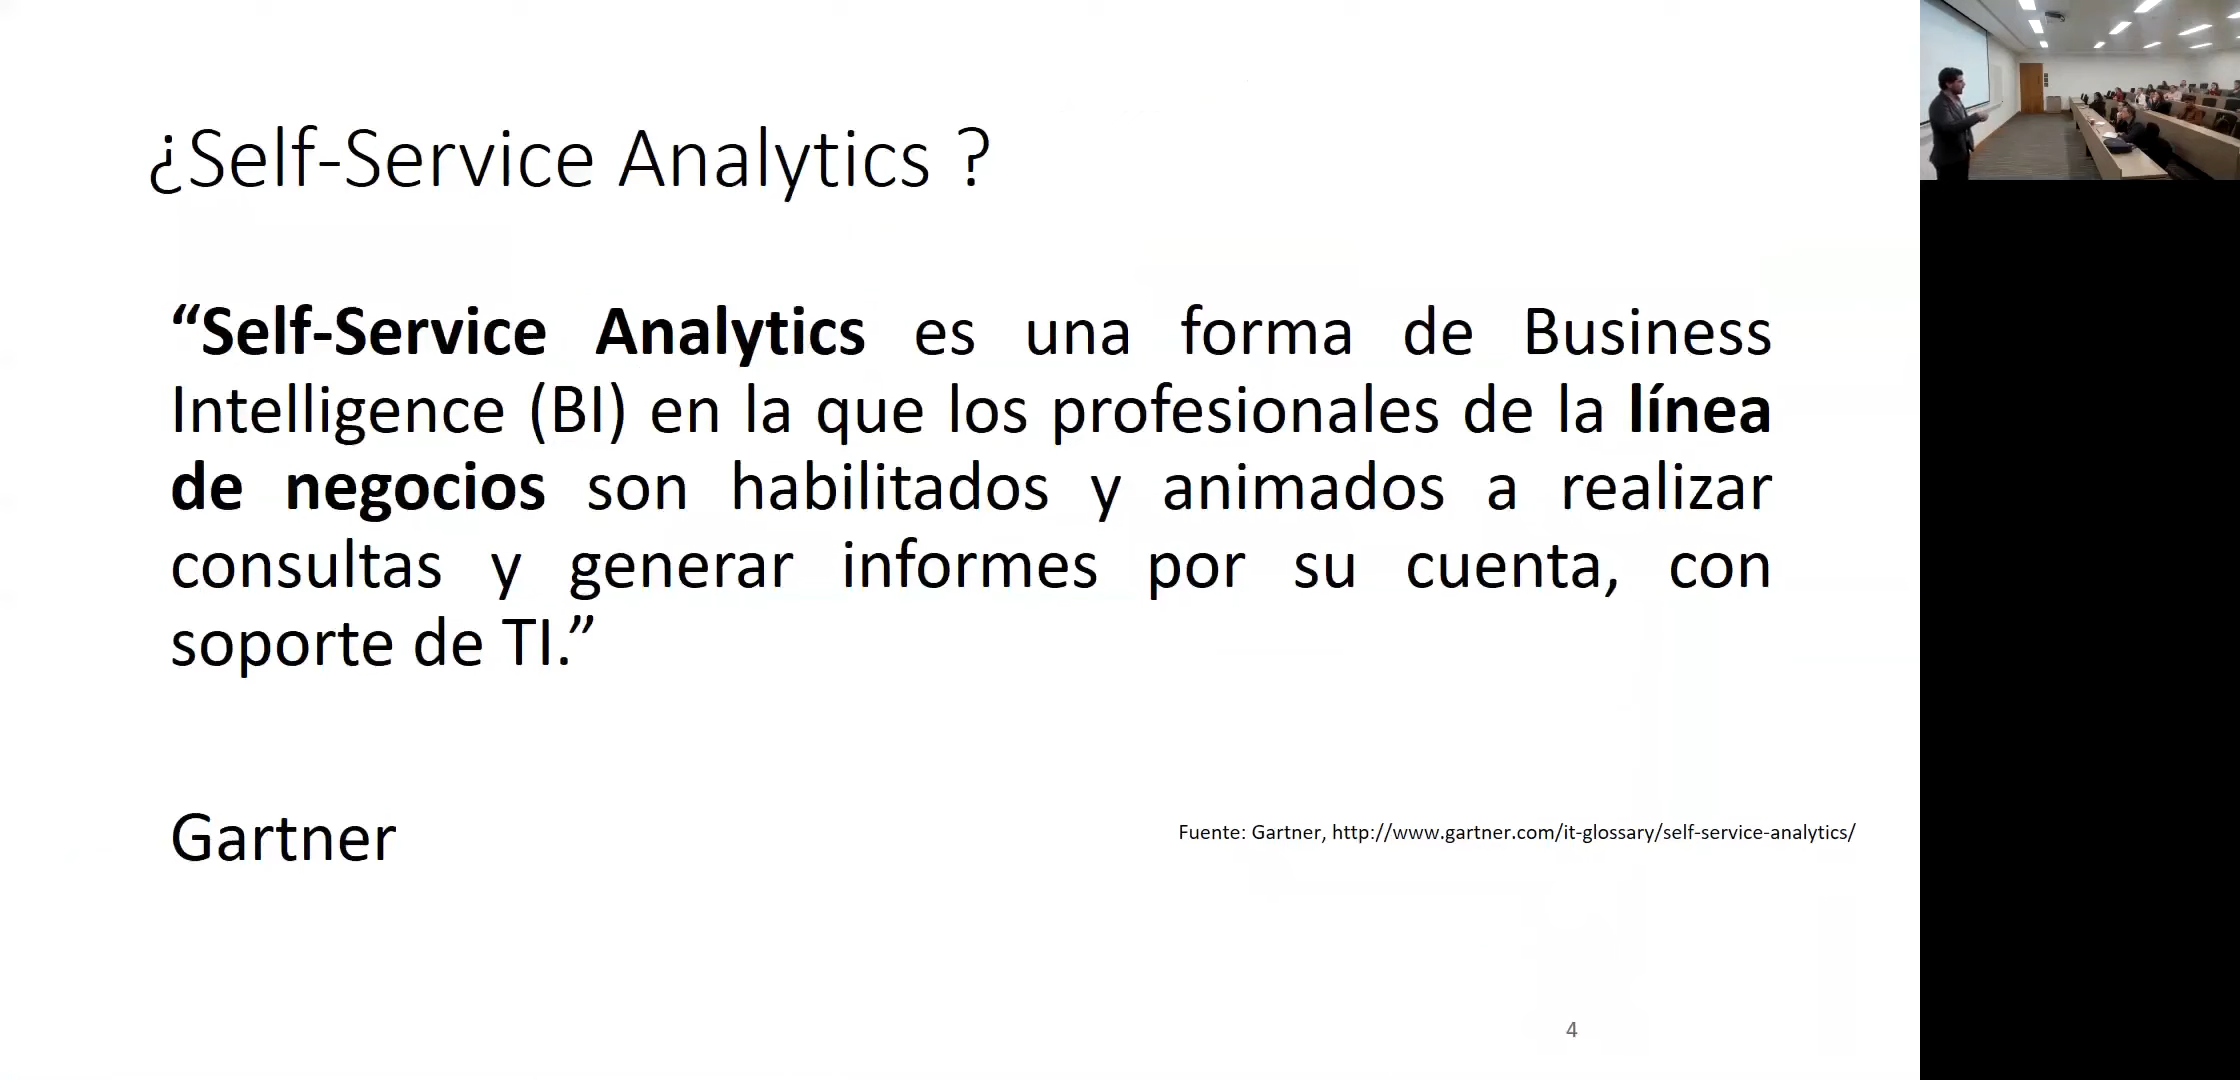 ¿Self-Service Analytics ?
“Self-Service Analytics es una forma de Business
Intelligence (BI) en la que los profesionales de la línea
de negocios son habilitados y animados a realizar
consultas y generar informes por su cuenta, con
soporte de TI.”
Gartner
Fuente: Gartner, http://www.gartner.com/it-glossary/self-service-analytics/
4